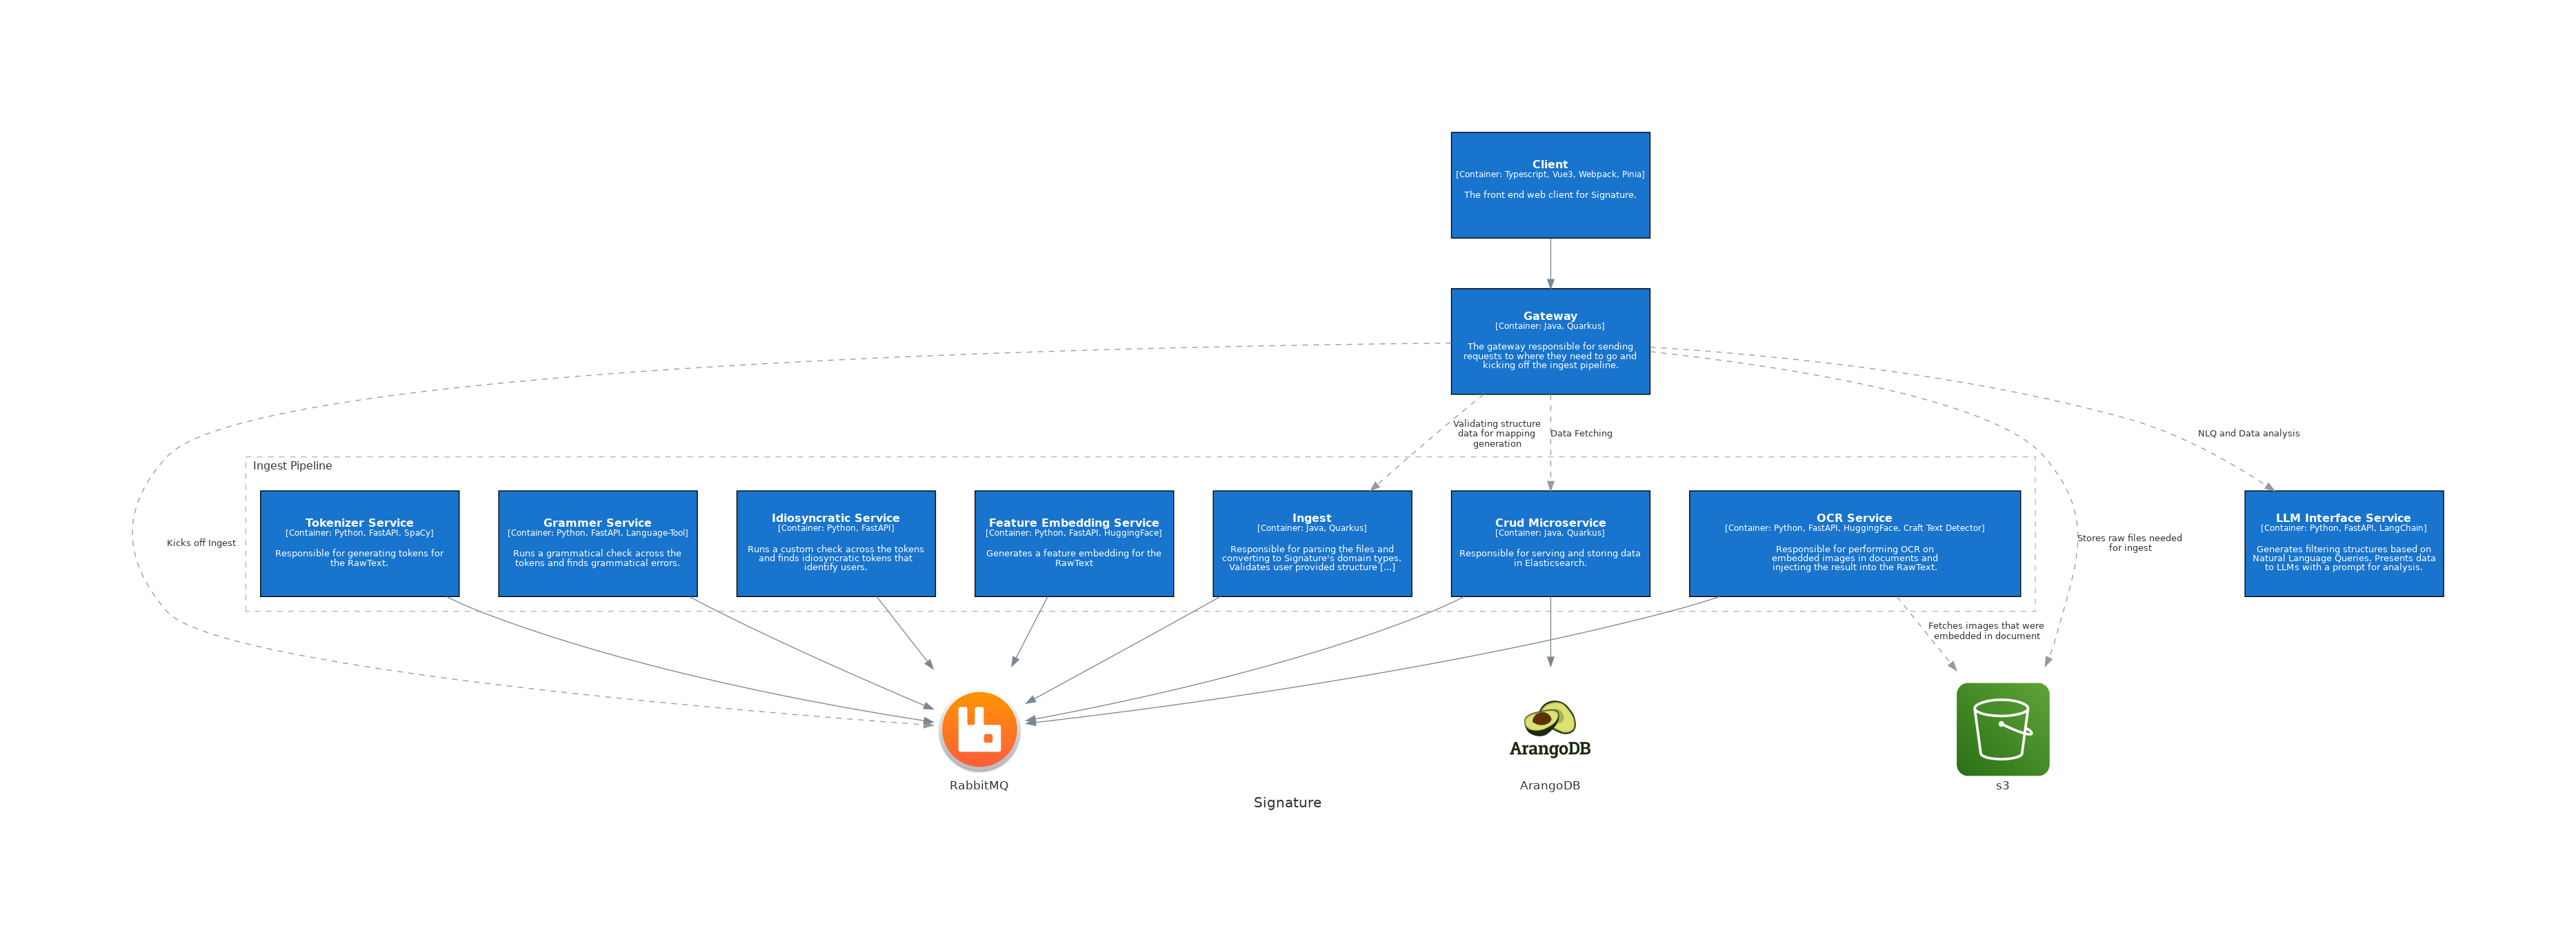 Client
[Container: Typescript, Vue3, Webpack, Pinia]
The front end web client for Signature.
Gateway
[Container: Java, Quarkus]
The gateway responsible for sending
requests to where they need to go and
kicking off the ingest pipeline.
Validating structure
data for mapping
generation
Data Fetching
NLQ and Data analysis
Ingest Pipeline
Kicks off Ingest
Tokenizer Service
[Container: Python, FastAPI, SpaCy]
Responsible for generating tokens for
the RawText.
Grammer Service
[Container: Python, FastAPI, Language-Tool]
Runs a grammatical check across the
tokens and finds grammatical errors.
Idiosyncratic Service
[Container: Python, FastAPI]
Runs a custom check across the tokens
and finds idiosyncratic tokens that
identify users.
Feature Embedding Service
[Container: Python, FastAPI, HuggingFace]
Generates a feature embedding for the
RawText
Ingest
[Container: Java, Quarkus]
Responsible for parsing the files and
converting to Signature's domain types.
Validates user provided structure [...]
Crud Microservice
[Container: Java, Quarkus]
Responsible for serving and storing data
in Elasticsearch.
OCR Service
[Container: Python, FastAPI, HuggingFace, Craft Text Detector]
Responsible for performing OCR on
embedded images in documents and
injecting the result into the RawText.
Stores raw files needed
for ingest
LLM Interface Service
[Container: Python, FastAPI, LangChain]
Generates filtering structures based on
Natural Language Queries. Presents data
to LLMs with a prompt for analysis.
Fetches images that were
embedded in document
ArangoDB
RabbitMQ
ArangoDB
s3
Signature